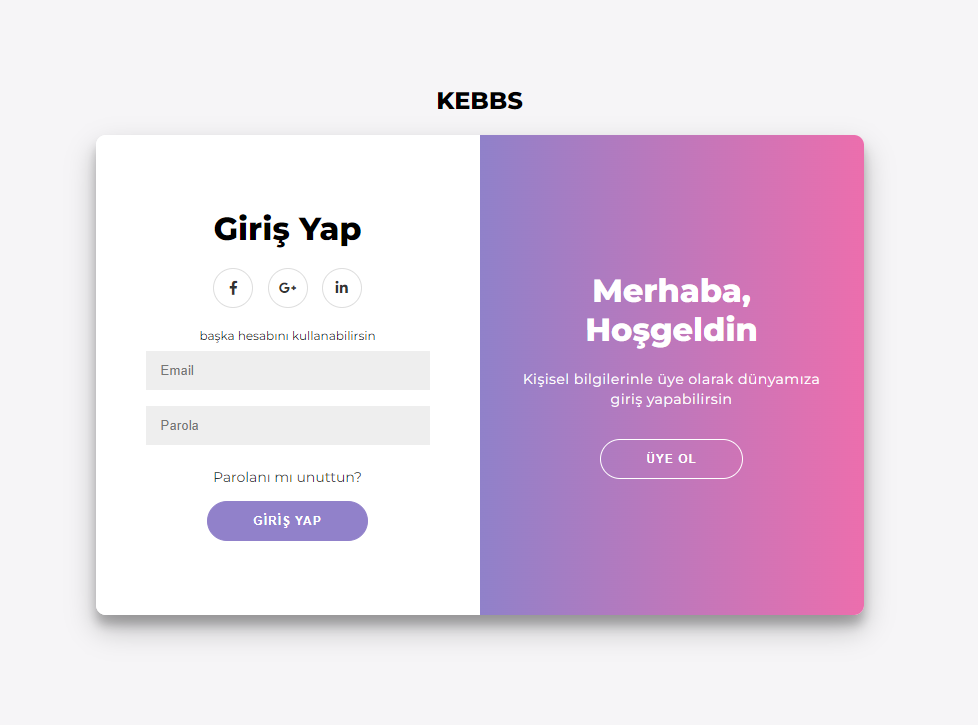 KEBBS
Giriş Yap
f
G+
in
başka hesabını kullanabilirsin
Email
Parola
Parolanı mı unuttun?
GİRİŞ YAP
Merhaba,
Hoşgeldin
Kişisel bilgilerinle üye olarak dünyamıza
giriş yapabilirsin
ÜYE OL